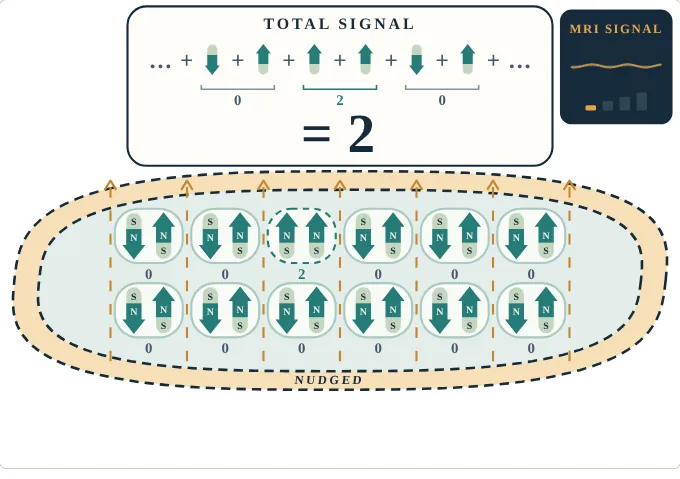 TOTAL SIGNAL
... + + + + + + + ...
0 2 0
= 2
MRI SIGNAL
S N N S S N N S N S N S S N N S S N N S S N N S
0 0 2 0 0 0
S N N S S N N S S N N S S N N S S N N S S N N S
0 0 0 0 0 0
NUDGED